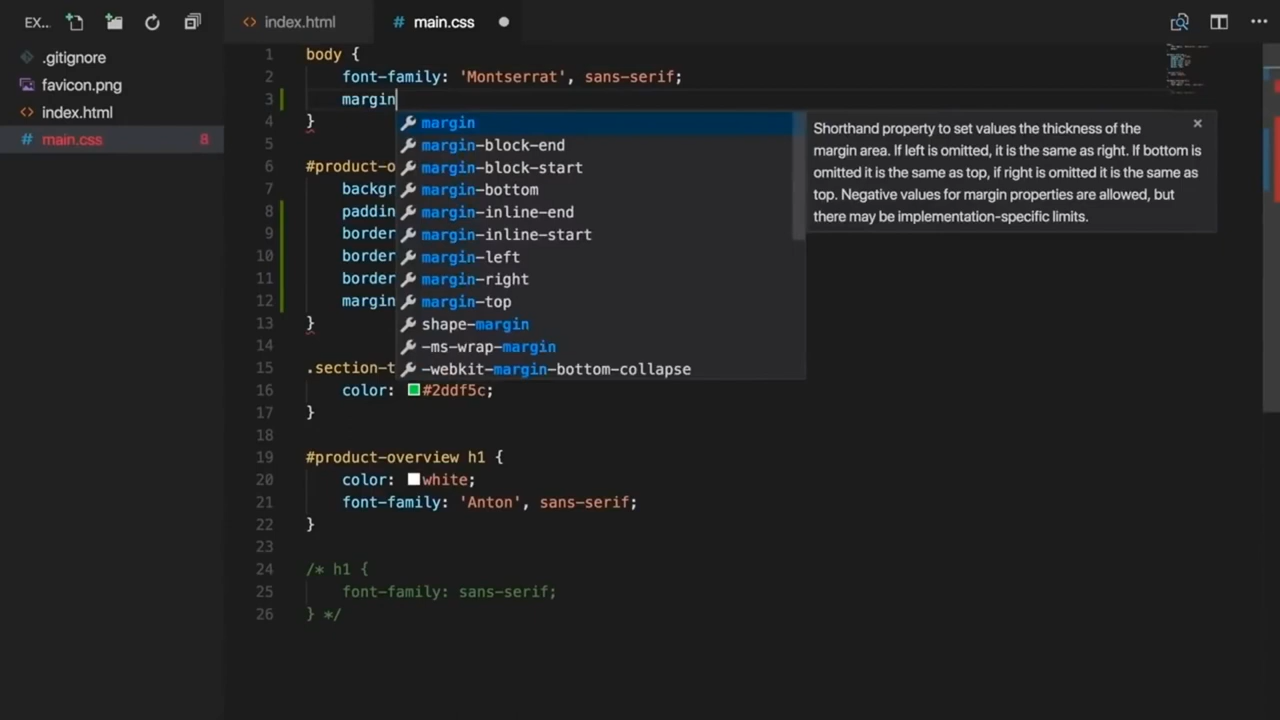 EX...
index.html
# main.css
.gitignore
favicon.png
index.html
# main.css 8
1 body {
2 font-family: 'Montserrat', sans-serif;
3 margin
4 }
5
6 #product-o
7 backgr
8 paddin
9 border
10 border
11 border
12 margin
13 }
14
15 .section-t
16 color: #2ddf5c;
17 }
18
19 #product-overview h1 {
20 color: white;
21 font-family: 'Anton', sans-serif;
22 }
23
24 /* h1 {
25 font-family: sans-serif;
26 } */
margin
margin-block-end
margin-block-start
margin-bottom
margin-inline-end
margin-inline-start
margin-left
margin-right
margin-top
shape-margin
-ms-wrap-margin
-webkit-margin-bottom-collapse
Shorthand property to set values the thickness of the
margin area. If left is omitted, it is the same as right. If bottom is
omitted it is the same as top, if right is omitted it is the same as
top. Negative values for margin properties are allowed, but
there may be implementation-specific limits.